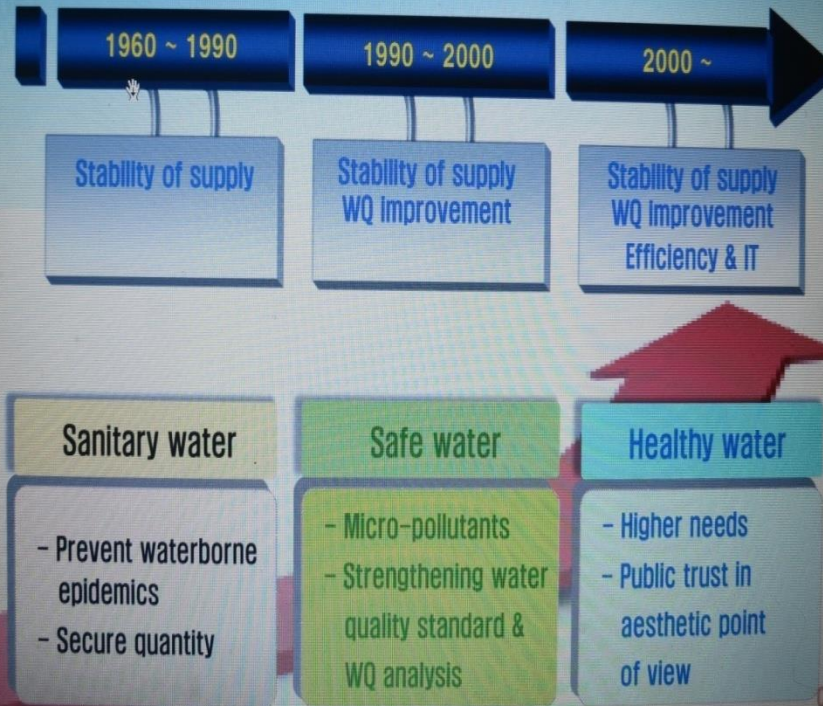 1960 ~ 1990
1990 ~ 2000
2000 ~
Stability of supply
Stability of supply
WQ improvement
Stability of supply
WQ improvement
Efficiency & IT
Sanitary water
Safe water
Healthy water
- Prevent waterborne
epidemics
- Secure quantity
- Micro-pollutants
- Strengthening water
quality standard &
WQ analysis
- Higher needs
- Public trust in
aesthetic point
of view